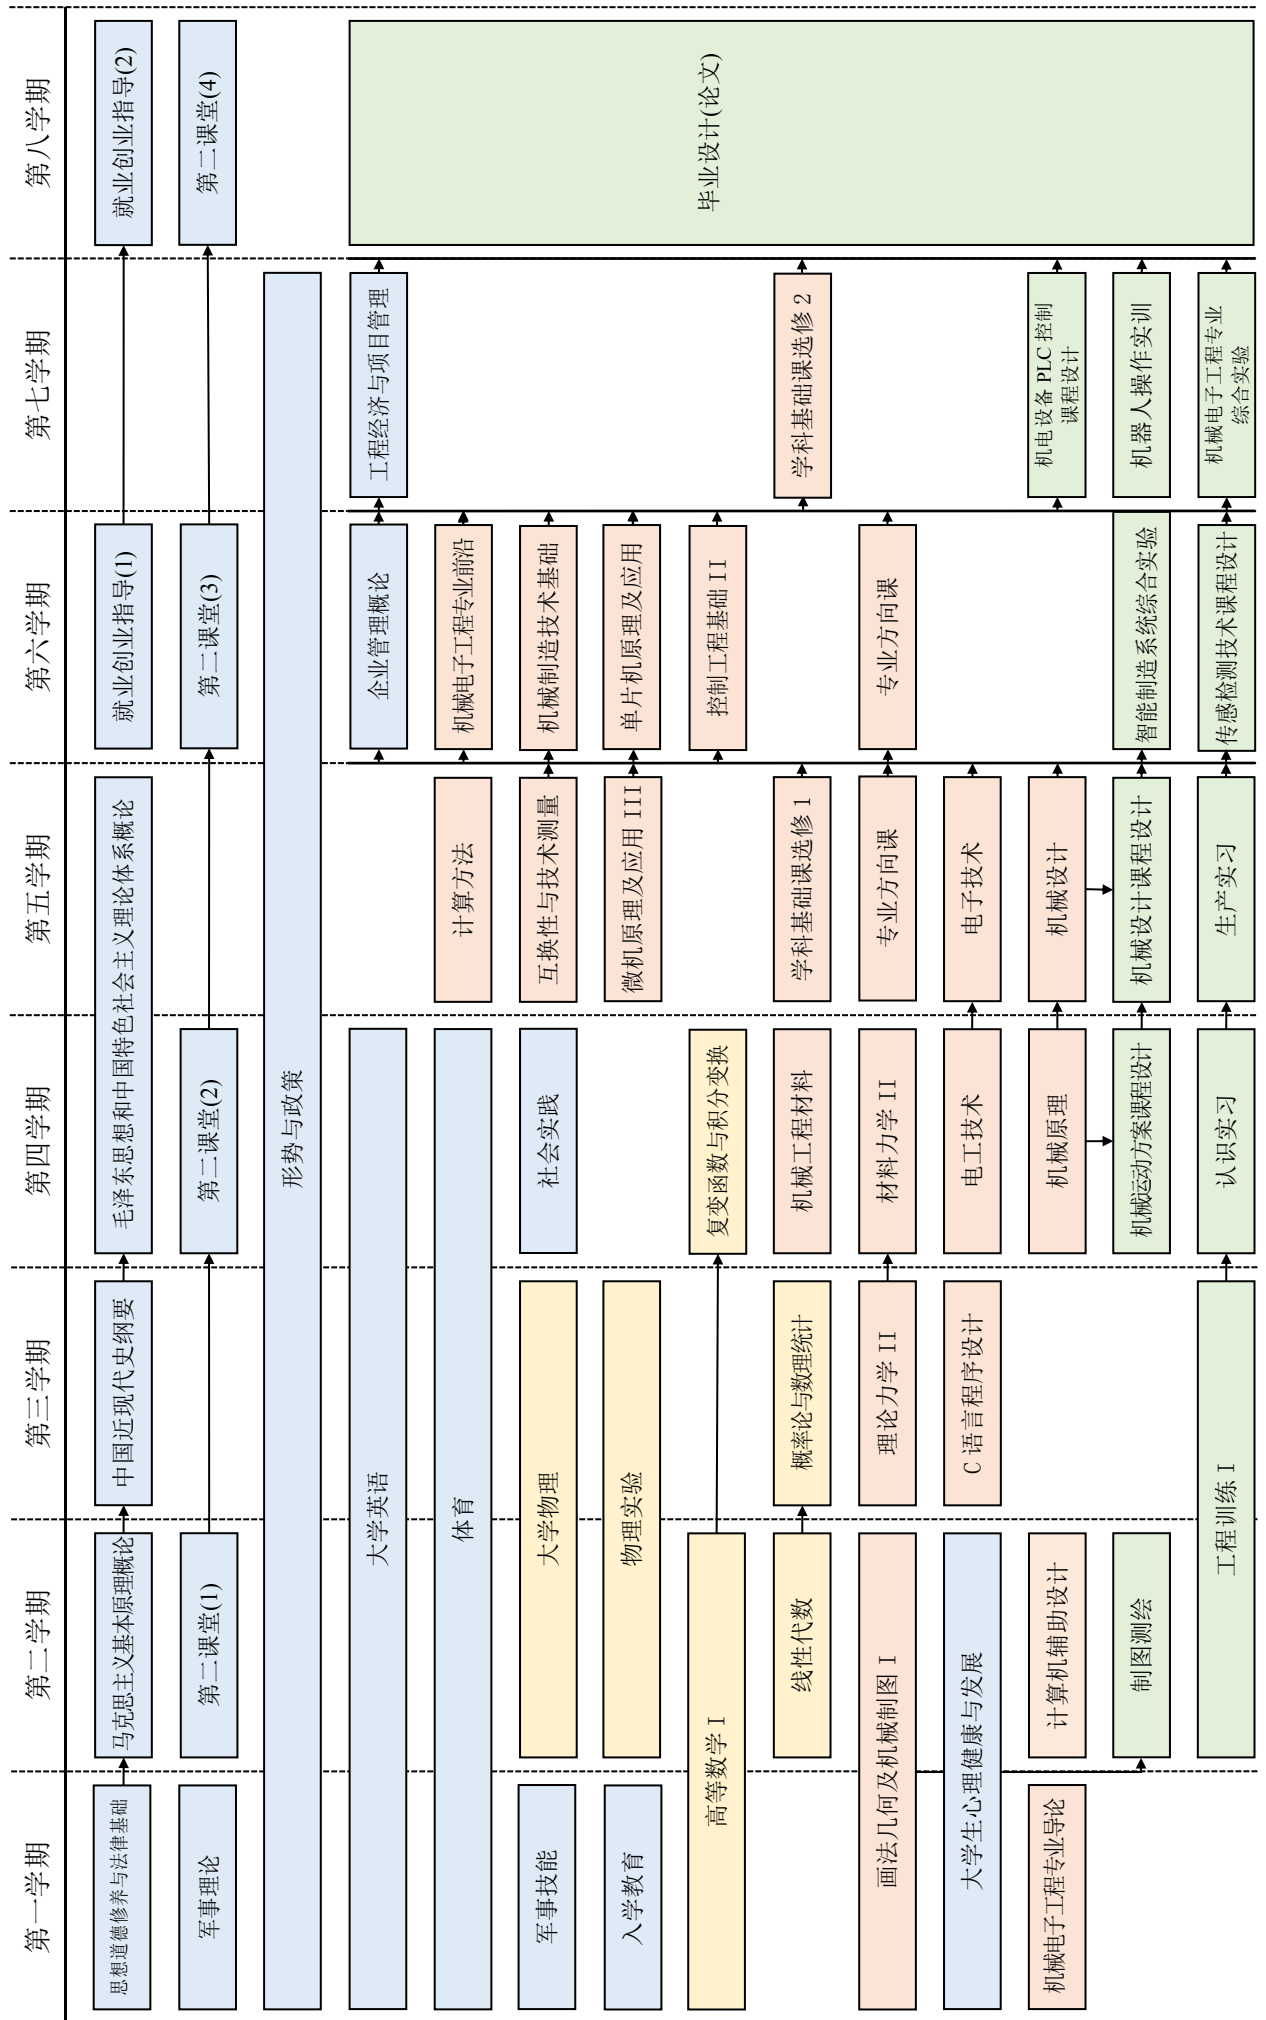 第一学期
第二学期
第三学期
第四学期
第五学期
第六学期
第七学期
第八学期
思想道德修养与法律基础
马克思主义基本原理概论
中国近现代史纲要
毛泽东思想和中国特色社会主义理论体系概论
就业创业指导(1)
就业创业指导(2)
军事理论
第二课堂(1)
第二课堂(2)
第二课堂(3)
第二课堂(4)
形势与政策
大学英语
企业管理概论
工程经济与项目管理
体育
计算方法
机械电子工程专业前沿
军事技能
大学物理
社会实践
互换性与技术测量
机械制造技术基础
入学教育
物理实验
微机原理及应用 III
单片机原理及应用
高等数学 I
复变函数与积分变换
控制工程基础 II
毕业设计(论文)
线性代数
概率论与数理统计
机械工程材料
学科基础课选修 1
学科基础课选修 2
画法几何及机械制图 I
理论力学 II
材料力学 II
专业方向课
专业方向课
大学生心理健康与发展
C 语言程序设计
电工技术
电子技术
机械电子工程专业导论
计算机辅助设计
机械原理
机械设计
机电设备 PLC 控制
课程设计
制图测绘
机械运动方案课程设计
机械设计课程设计
智能制造系统综合实验
机器人操作实训
工程训练 I
认识实习
生产实习
传感检测技术课程设计
机械电子工程专业
综合实验